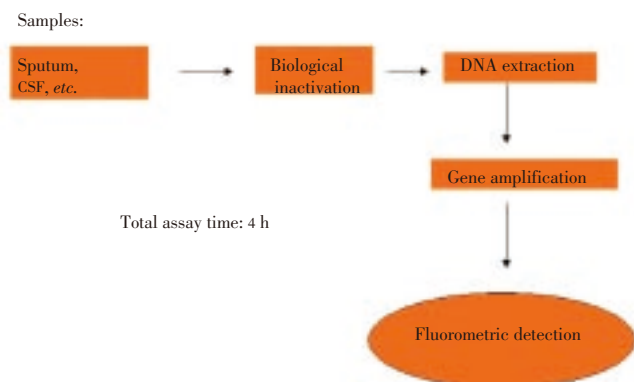 Samples:
Sputum,
CSF, etc.
Biological
inactivation
DNA extraction
Gene amplification
Total assay time: 4 h
Fluorometric detection